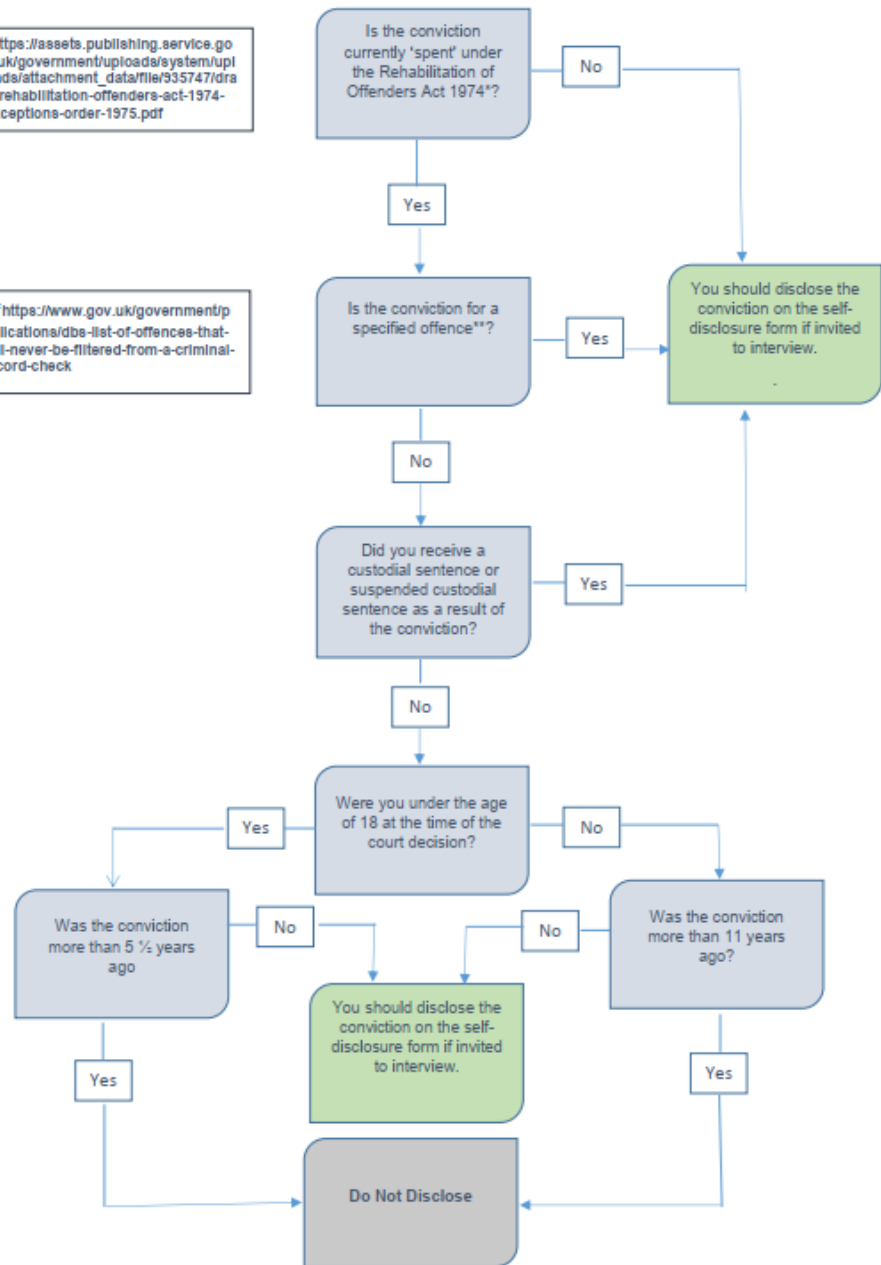 Is the conviction
currently 'spent' under
the Rehabilitation of
Offenders Act 1974*?
No
ttps://assets.publishing.service.go
uk/government/uploads/system/upl
ads/attachment_data/file/935747/dra
rehabilitation-offenders-act-1974-
ceptions-order-1975.pdf
Yes
Is the conviction for a
specified offence**?
Yes
You should disclose the
conviction on the self-
disclosure form if invited
to interview.
.
*https://www.gov.uk/government/p
lications/dbs-list-of-offences-that-
ll-never-be-filtered-from-a-criminal-
cord-check
No
Did you receive a
custodial sentence or
suspended custodial
sentence as a result of
the conviction?
Yes
No
Were you under the age
of 18 at the time of the
court decision?
Yes
No
Was the conviction
more than 5 ½ years
ago
No
No
Was the conviction
more than 11 years
ago?
You should disclose the
conviction on the self-
disclosure form if invited
to interview.
Yes
Yes
Do Not Disclose